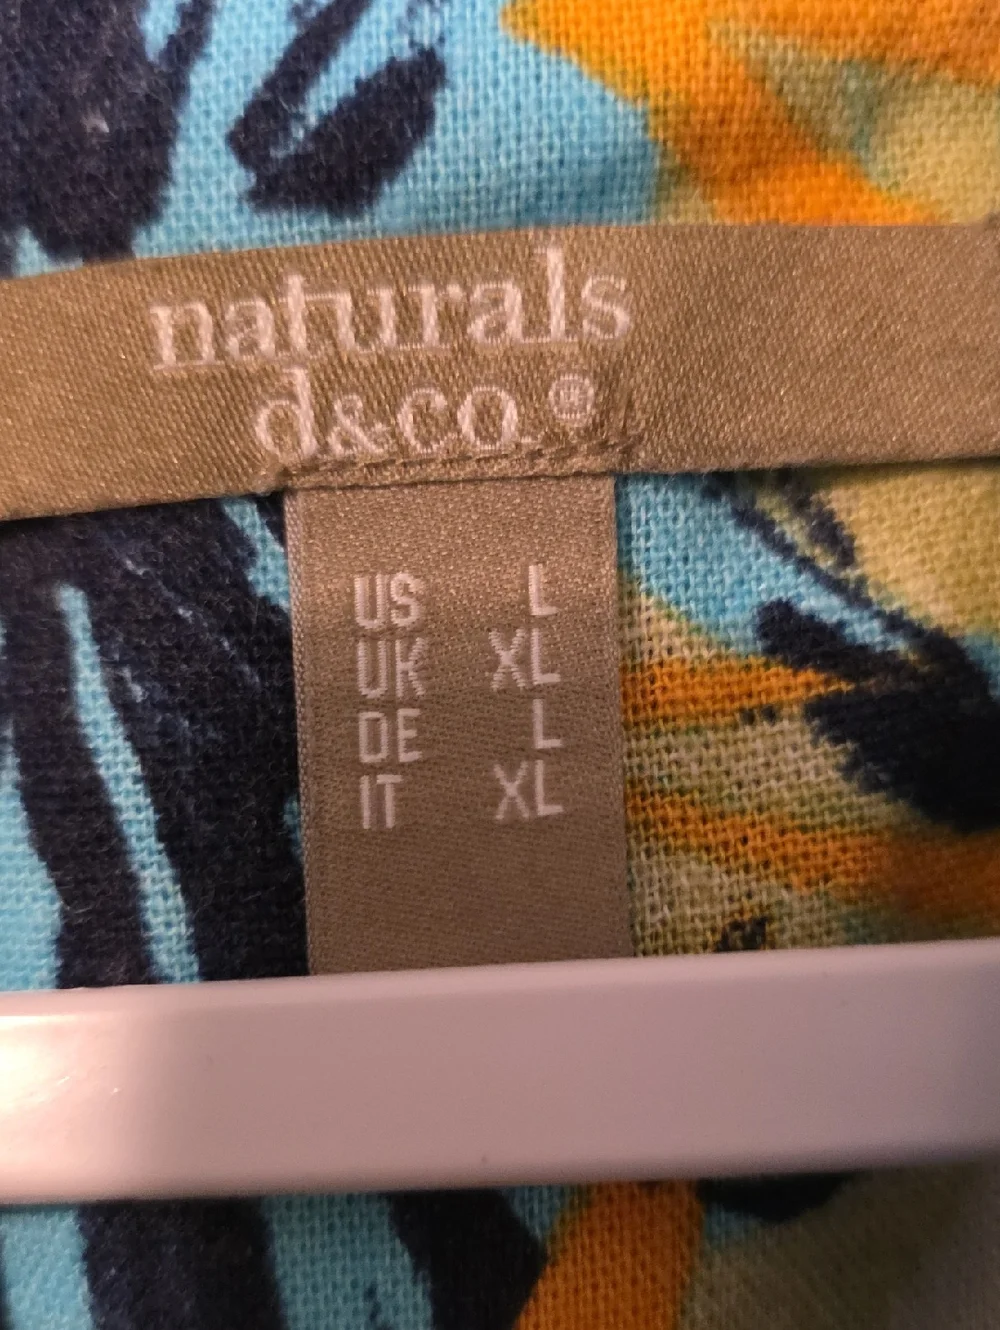 naturals
d&co.®
US L
UK XL
DE L
IT XL